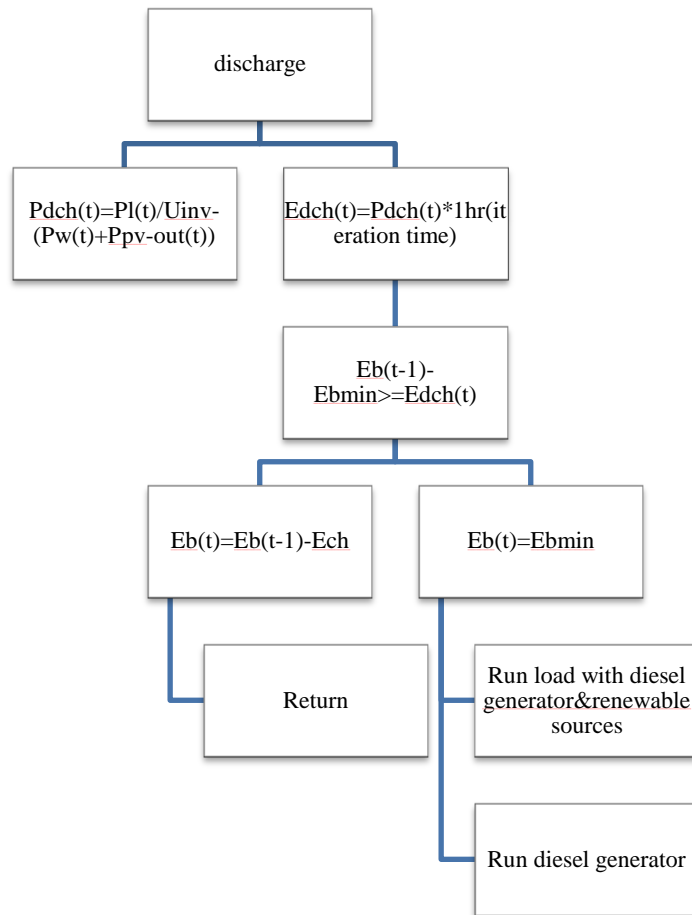 discharge
Pdch(t)=Pl(t)/Uinv-
(Pw(t)+Ppv-out(t))
Edch(t)=Pdch(t)*1hr(it
eration time)
Eb(t-1)-
Ebmin>=Edch(t)
Eb(t)=Eb(t-1)-Ech
Eb(t)=Ebmin
Return
Run load with diesel
generator&renewable
sources
Run diesel generator